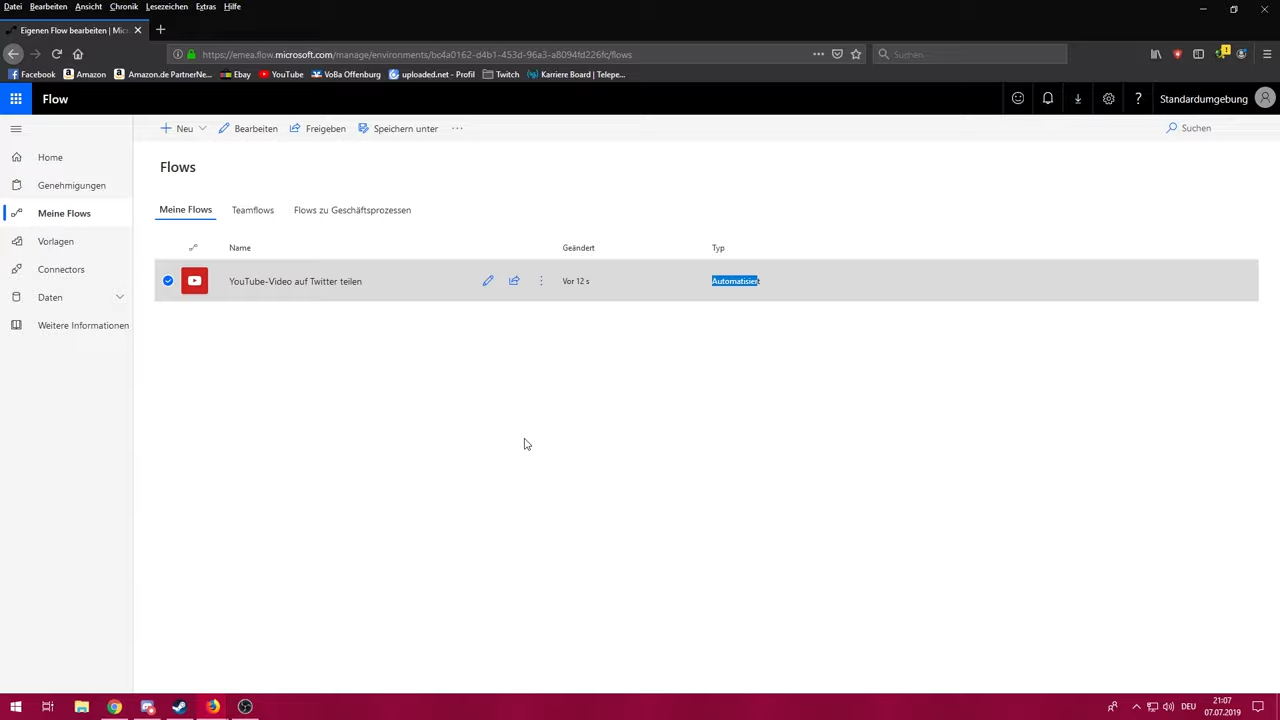 Datei Bearbeiten Ansicht Chronik Lesezeichen Extras Hilfe
Eigenen Flow bearbeiten | Micr
https://emea.flow.microsoft.com/manage/environments/bc4a0162-d4b1-453d-96a3-a8094fd226fc/flows
Suchen
Facebook Amazon Amazon.de PartnerNe... Ebay YouTube VoBa Offenburg uploaded.net - Profil Twitch Karriere Board | Telepe...
Flow
? Standardumgebung
Neu Bearbeiten Freigeben Speichern unter ...
Suchen
Home
Genehmigungen
Meine Flows
Vorlagen
Connectors
Daten
Weitere Informationen
Flows
Meine Flows Teamflows Flows zu Geschäftsprozessen
Name Geändert Typ
YouTube-Video auf Twitter teilen Vor 12 s Automatisiert
DEU
21:07
07.07.2019